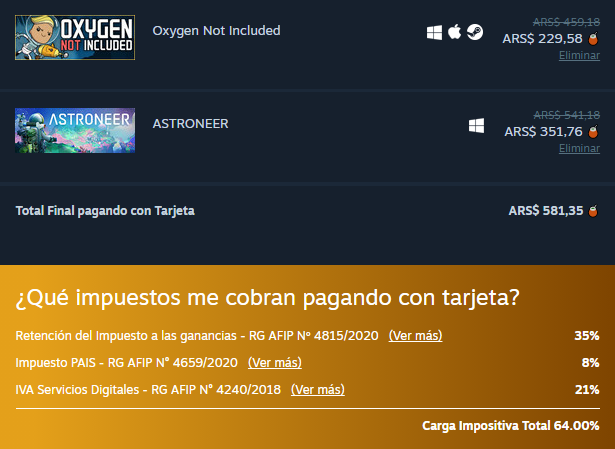 OXYGEN
NOT INCLUDED
Oxygen Not Included
ARS$ 459,18
ARS$ 229,58
Eliminar
ASTRONEER
ASTRONEER
ARS$ 541,18
ARS$ 351,76
Eliminar
Total Final pagando con Tarjeta ARS$ 581,35
¿Qué impuestos me cobran pagando con tarjeta?
Retención del Impuesto a las ganancias - RG AFIP Nº 4815/2020 (Ver más) 35%
Impuesto PAIS - RG AFIP N° 4659/2020 (Ver más) 8%
IVA Servicios Digitales - RG AFIP N° 4240/2018 (Ver más) 21%
Carga Impositiva Total 64.00%